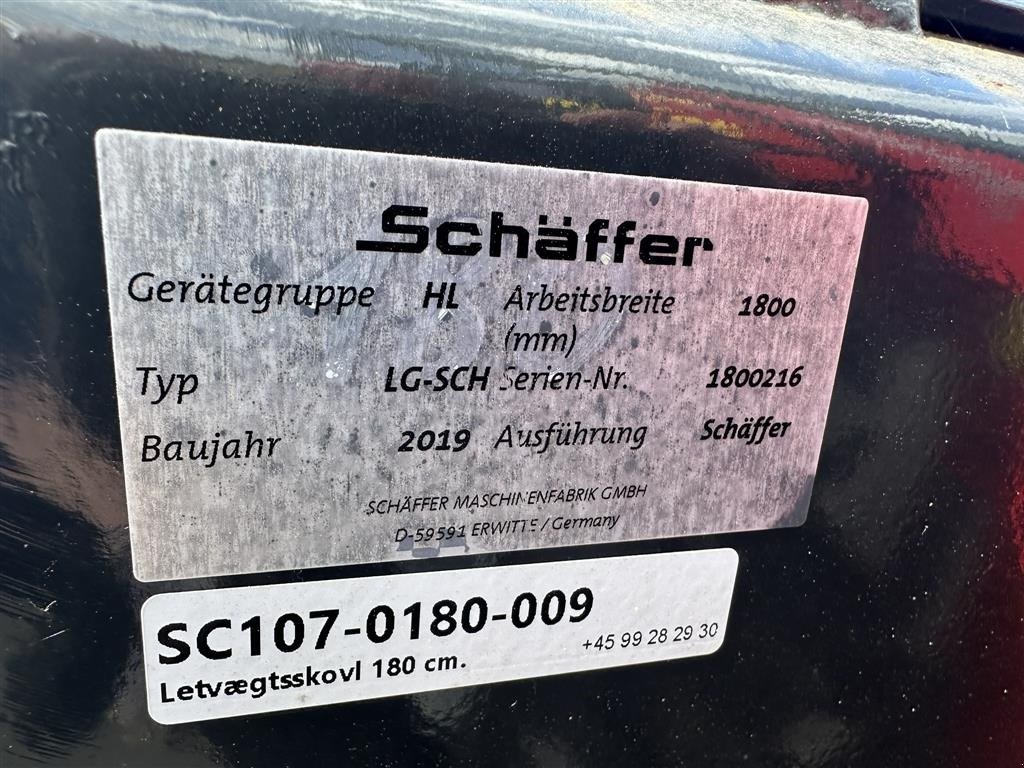 Schäffer
Gerätegruppe HL Arbeitsbreite (mm) 1800
Typ LG-SCH Serien-Nr. 1800216
Baujahr 2019 Ausführung Schäffer
SCHÄFFER MASCHINENFABRIK GMBH
D-59591 ERWITTE / Germany
SC107-0180-009
+45 99 28 29 30
Letvægtsskovl 180 cm.